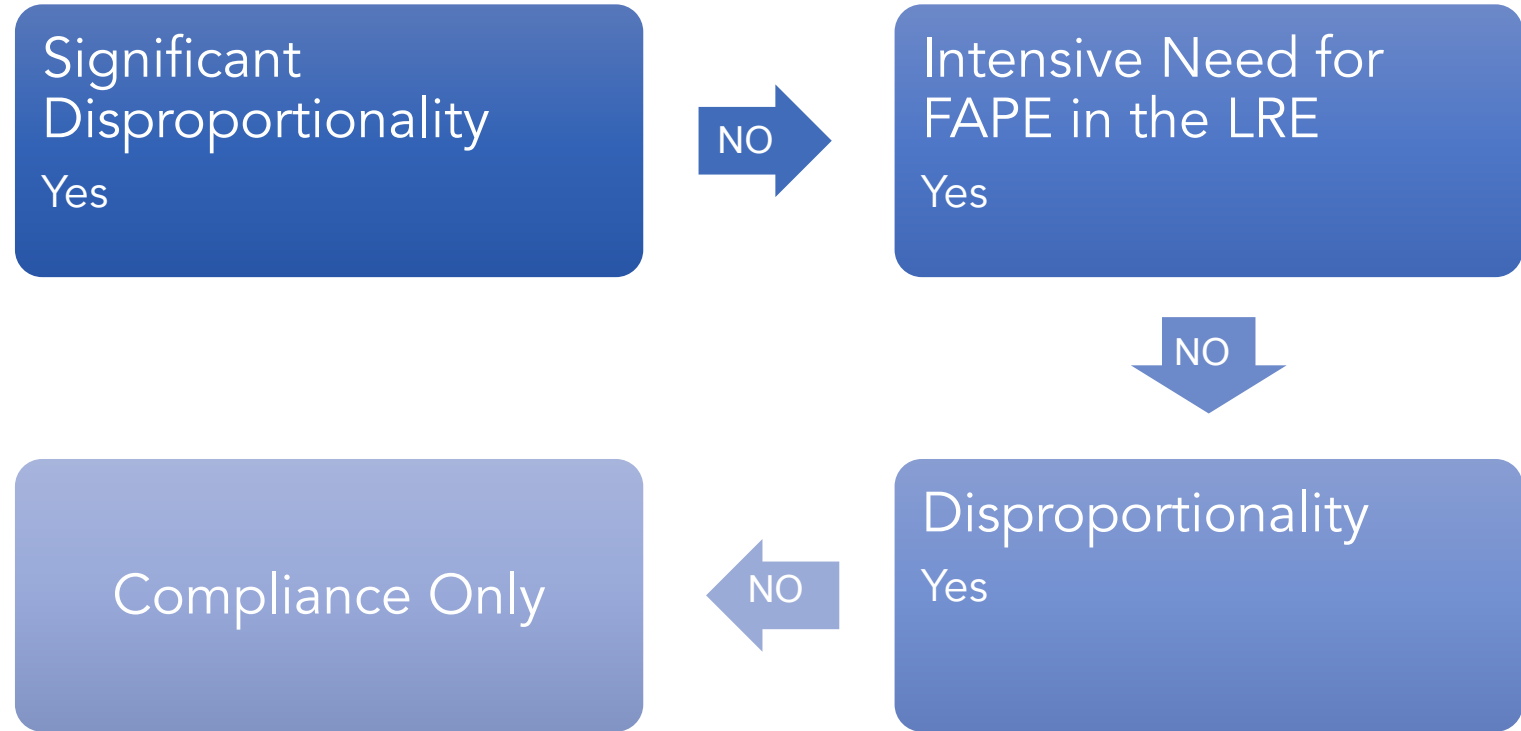 Significant
Disproportionality
Yes
NO
Intensive Need for
FAPE in the LRE
Yes
NO
Disproportionality
Yes
NO
Compliance Only